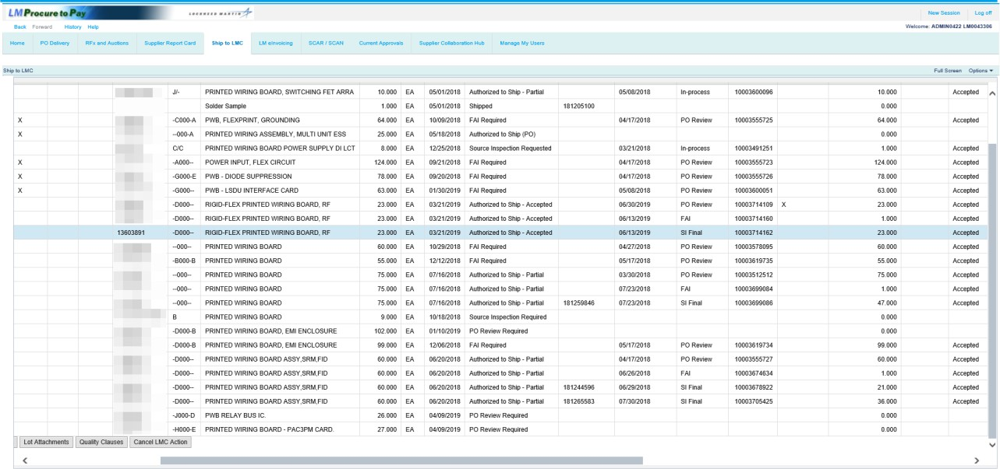 LM Procure to Pay LOCKHEED MARTIN New Session Log off
Back Forward History Help Welcome: ADMIN0422 LM0043306
Home PO Delivery RFx and Auctions Supplier Report Card Ship to LMC LM eInvoicing SCAR / SCAN Current Approvals Supplier Collaboration Hub Manage My Users
Ship to LMC Full Screen Options
J/- PRINTED WIRING BOARD, SWITCHING FET ARRA 10.000 EA 05/01/2018 Authorized to Ship - Partial 05/08/2018 In-process 10003600096 10.000 Accepted
Solder Sample 1.000 EA 05/01/2018 Shipped 181205100 0.000
X -C000-A PWB, FLEXPRINT, GROUNDING 64.000 EA 10/09/2018 FAI Required 04/17/2018 PO Review 10003555725 64.000 Accepted
X --000-A PRINTED WIRING ASSEMBLY, MULTI UNIT ESS 25.000 EA 05/18/2018 Authorized to Ship (PO) 0.000
C/C PRINTED WIRING BOARD POWER SUPPLY DI LCT 8.000 EA 12/25/2018 Source Inspection Requested 03/21/2018 In-process 10003491251 1.000 Accepted
X -A000-- POWER INPUT, FLEX CIRCUIT 124.000 EA 09/21/2018 FAI Required 04/17/2018 PO Review 10003555723 124.000 Accepted
X -G000-E PWB - DIODE SUPPRESSION 78.000 EA 09/20/2018 FAI Required 04/17/2018 PO Review 10003555726 78.000 Accepted
X -G000-- PWB - LSDU INTERFACE CARD 63.000 EA 01/30/2019 FAI Required 05/08/2018 PO Review 10003600051 63.000 Accepted
-D000-- RIGID-FLEX PRINTED WIRING BOARD, RF 23.000 EA 03/21/2019 Authorized to Ship - Accepted 06/30/2019 PO Review 10003714109 X 23.000 Accepted
-D000-- RIGID-FLEX PRINTED WIRING BOARD, RF 23.000 EA 03/21/2019 Authorized to Ship - Accepted 06/13/2019 FAI 10003714160 1.000 Accepted
13603891 -D000-- RIGID-FLEX PRINTED WIRING BOARD, RF 23.000 EA 03/21/2019 Authorized to Ship - Accepted 06/13/2019 SI Final 10003714162 23.000 Accepted
--000-- PRINTED WIRING BOARD 60.000 EA 10/29/2018 FAI Required 04/27/2018 PO Review 10003578095 60.000 Accepted
-B000-B PRINTED WIRING BOARD 55.000 EA 12/12/2018 FAI Required 05/17/2018 PO Review 10003619735 55.000 Accepted
--000-- PRINTED WIRING BOARD 75.000 EA 07/16/2018 Authorized to Ship - Partial 03/30/2018 PO Review 10003512512 75.000 Accepted
--000-- PRINTED WIRING BOARD 75.000 EA 07/16/2018 Authorized to Ship - Partial 07/23/2018 FAI 10003699084 1.000 Accepted
--000-- PRINTED WIRING BOARD 75.000 EA 07/16/2018 Authorized to Ship - Partial 181259846 07/23/2018 SI Final 10003699086 47.000 Accepted
B PRINTED WIRING BOARD 9.000 EA 10/18/2018 Source Inspection Required 0.000
-D000-B PRINTED WIRING BOARD, EMI ENCLOSURE 102.000 EA 01/10/2019 PO Review Required 0.000
-D000-B PRINTED WIRING BOARD, EMI ENCLOSURE 99.000 EA 12/06/2018 FAI Required 05/17/2018 PO Review 10003619734 99.000 Accepted
-D000-- PRINTED WIRING BOARD ASSY,SRM,FID 60.000 EA 06/20/2018 Authorized to Ship - Partial 04/17/2018 PO Review 10003555727 60.000 Accepted
-D000-- PRINTED WIRING BOARD ASSY,SRM,FID 60.000 EA 06/20/2018 Authorized to Ship - Partial 06/26/2018 FAI 10003674634 1.000 Accepted
-D000-- PRINTED WIRING BOARD ASSY,SRM,FID 60.000 EA 06/20/2018 Authorized to Ship - Partial 181244596 06/29/2018 SI Final 10003678922 21.000 Accepted
-D000-- PRINTED WIRING BOARD ASSY,SRM,FID 60.000 EA 06/20/2018 Authorized to Ship - Partial 181265583 07/30/2018 SI Final 10003705425 36.000 Accepted
-J000-D PWB RELAY BUS IC. 26.000 EA 04/09/2019 PO Review Required 0.000
-H000-E PRINTED WIRING BOARD - PAC3PM CARD. 27.000 EA 04/09/2019 PO Review Required 0.000
Lot Attachments Quality Clauses Cancel LMC Action